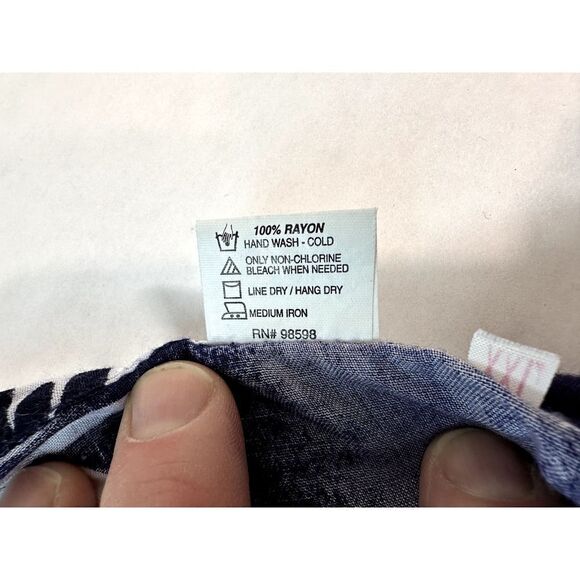 100% RAYON
HAND WASH - COLD
ONLY NON-CHLORINE
BLEACH WHEN NEEDED
LINE DRY / HANG DRY
MEDIUM IRON
RN# 98598
XXL